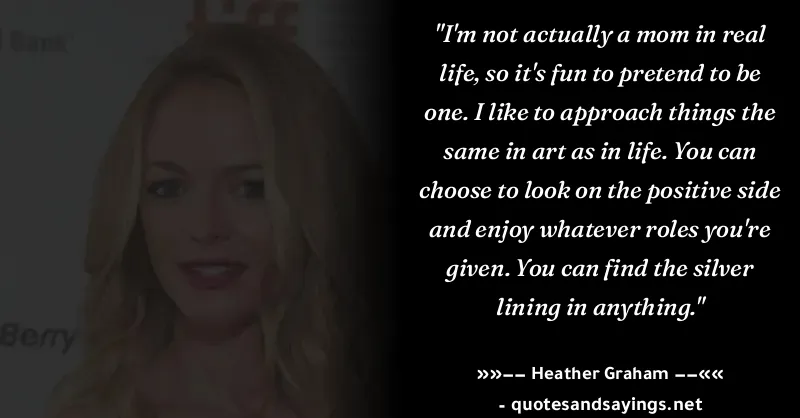 "I'm not actually a mom in real
life, so it's fun to pretend to be
one. I like to approach things the
same in art as in life. You can
choose to look on the positive side
and enjoy whatever roles you're
given. You can find the silver
lining in anything."
»»-- Heather Graham --««
- quotesandsayings.net
Bank
Berry